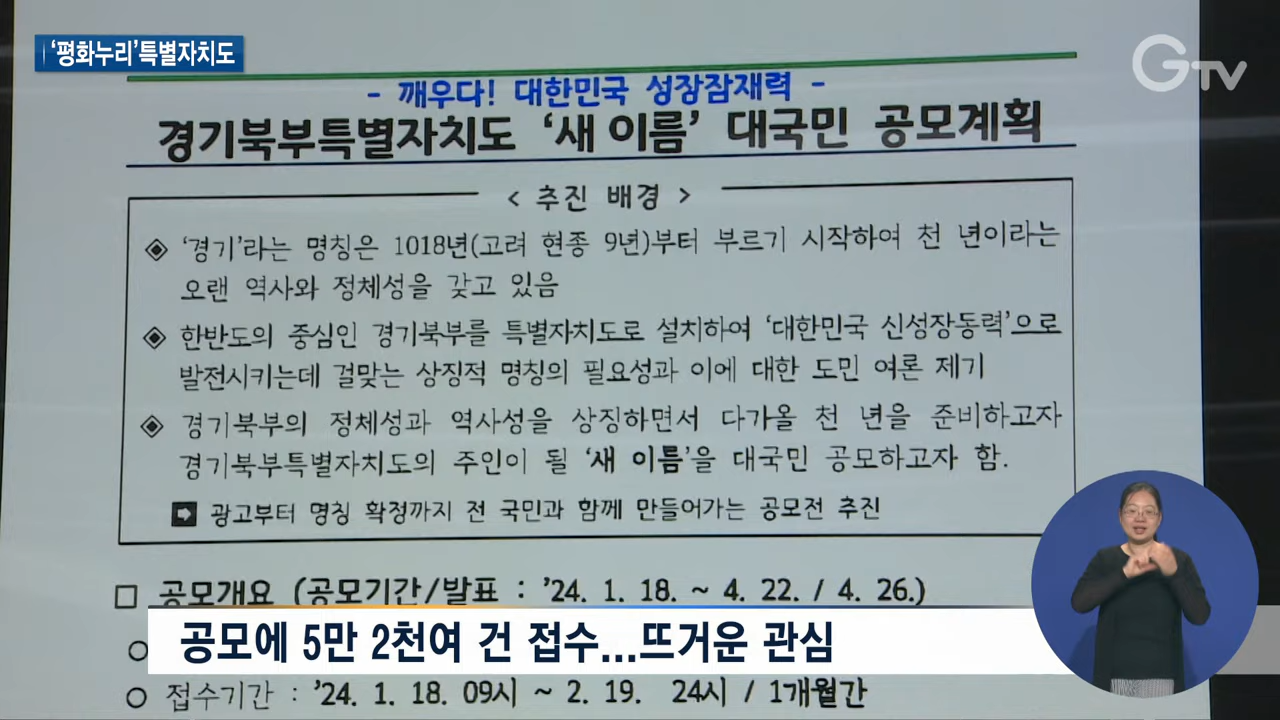 ‘평화누리’특별자치도
GTV
- 깨우다! 대한민국 성장잠재력 -
경기북부특별자치도 ‘새 이름’ 대국민 공모계획
< 추진 배경 >
◈ ‘경기’라는 명칭은 1018년(고려 현종 9년)부터 부르기 시작하여 천 년이라는
오랜 역사와 정체성을 갖고 있음
◈ 한반도의 중심인 경기북부를 특별자치도로 설치하여 ‘대한민국 신성장동력’으로
발전시키는데 걸맞는 상징적 명칭의 필요성과 이에 대한 도민 여론 제기
◈ 경기북부의 정체성과 역사성을 상징하면서 다가올 천 년을 준비하고자
경기북부특별자치도의 주인이 될 ‘새 이름’을 대국민 공모하고자 함.
➡ 광고부터 명칭 확정까지 전 국민과 함께 만들어가는 공모전 추진
□ 공모개요 (공모기간/발표 : ’24. 1. 18. ~ 4. 22. / 4. 26.)
공모에 5만 2천여 건 접수...뜨거운 관심
○ 접수기간 : ’24. 1. 18. 09시 ~ 2. 19. 24시 / 1개월간